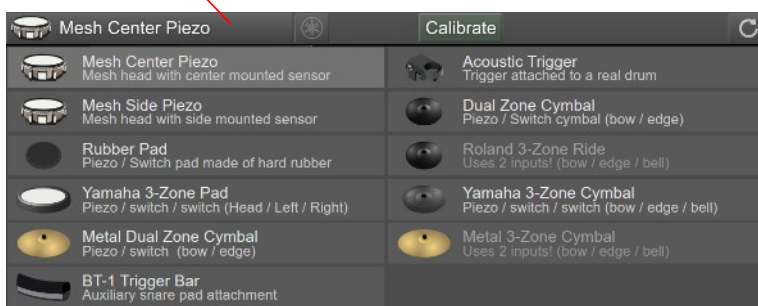 Mesh Center Piezo
Calibrate
Mesh Center Piezo
Mesh head with center mounted sensor
Mesh Side Piezo
Mesh head with side mounted sensor
Rubber Pad
Piezo / Switch pad made of hard rubber
Yamaha 3-Zone Pad
Piezo / switch / switch (Head / Left / Right)
Metal Dual Zone Cymbal
Piezo / switch (bow / edge)
BT-1 Trigger Bar
Auxiliary snare pad attachment
Acoustic Trigger
Trigger attached to a real drum
Dual Zone Cymbal
Piezo / Switch cymbal (bow / edge)
Roland 3-Zone Ride
Uses 2 inputs! (bow / edge / bell)
Yamaha 3-Zone Cymbal
Piezo / switch / switch (bow / edge / bell)
Metal 3-Zone Cymbal
Uses 2 inputs! (bow / edge / bell)